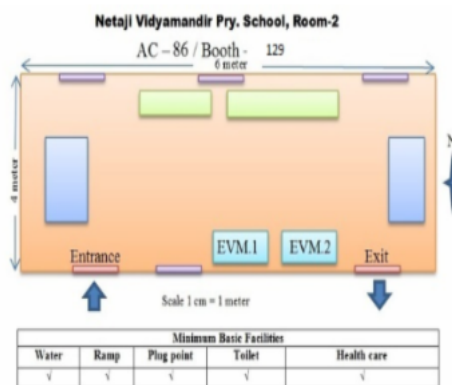 Netaji Vidyamandir Pry. School, Room-2
AC – 86 / Booth - 129
6 meter
4 meter
N
EVM.1 EVM.2
Entrance Exit
Scale 1 cm = 1 meter
Minimum Basic Facilities
Water Ramp Plug point Toilet Health care
√ √ √ √ √